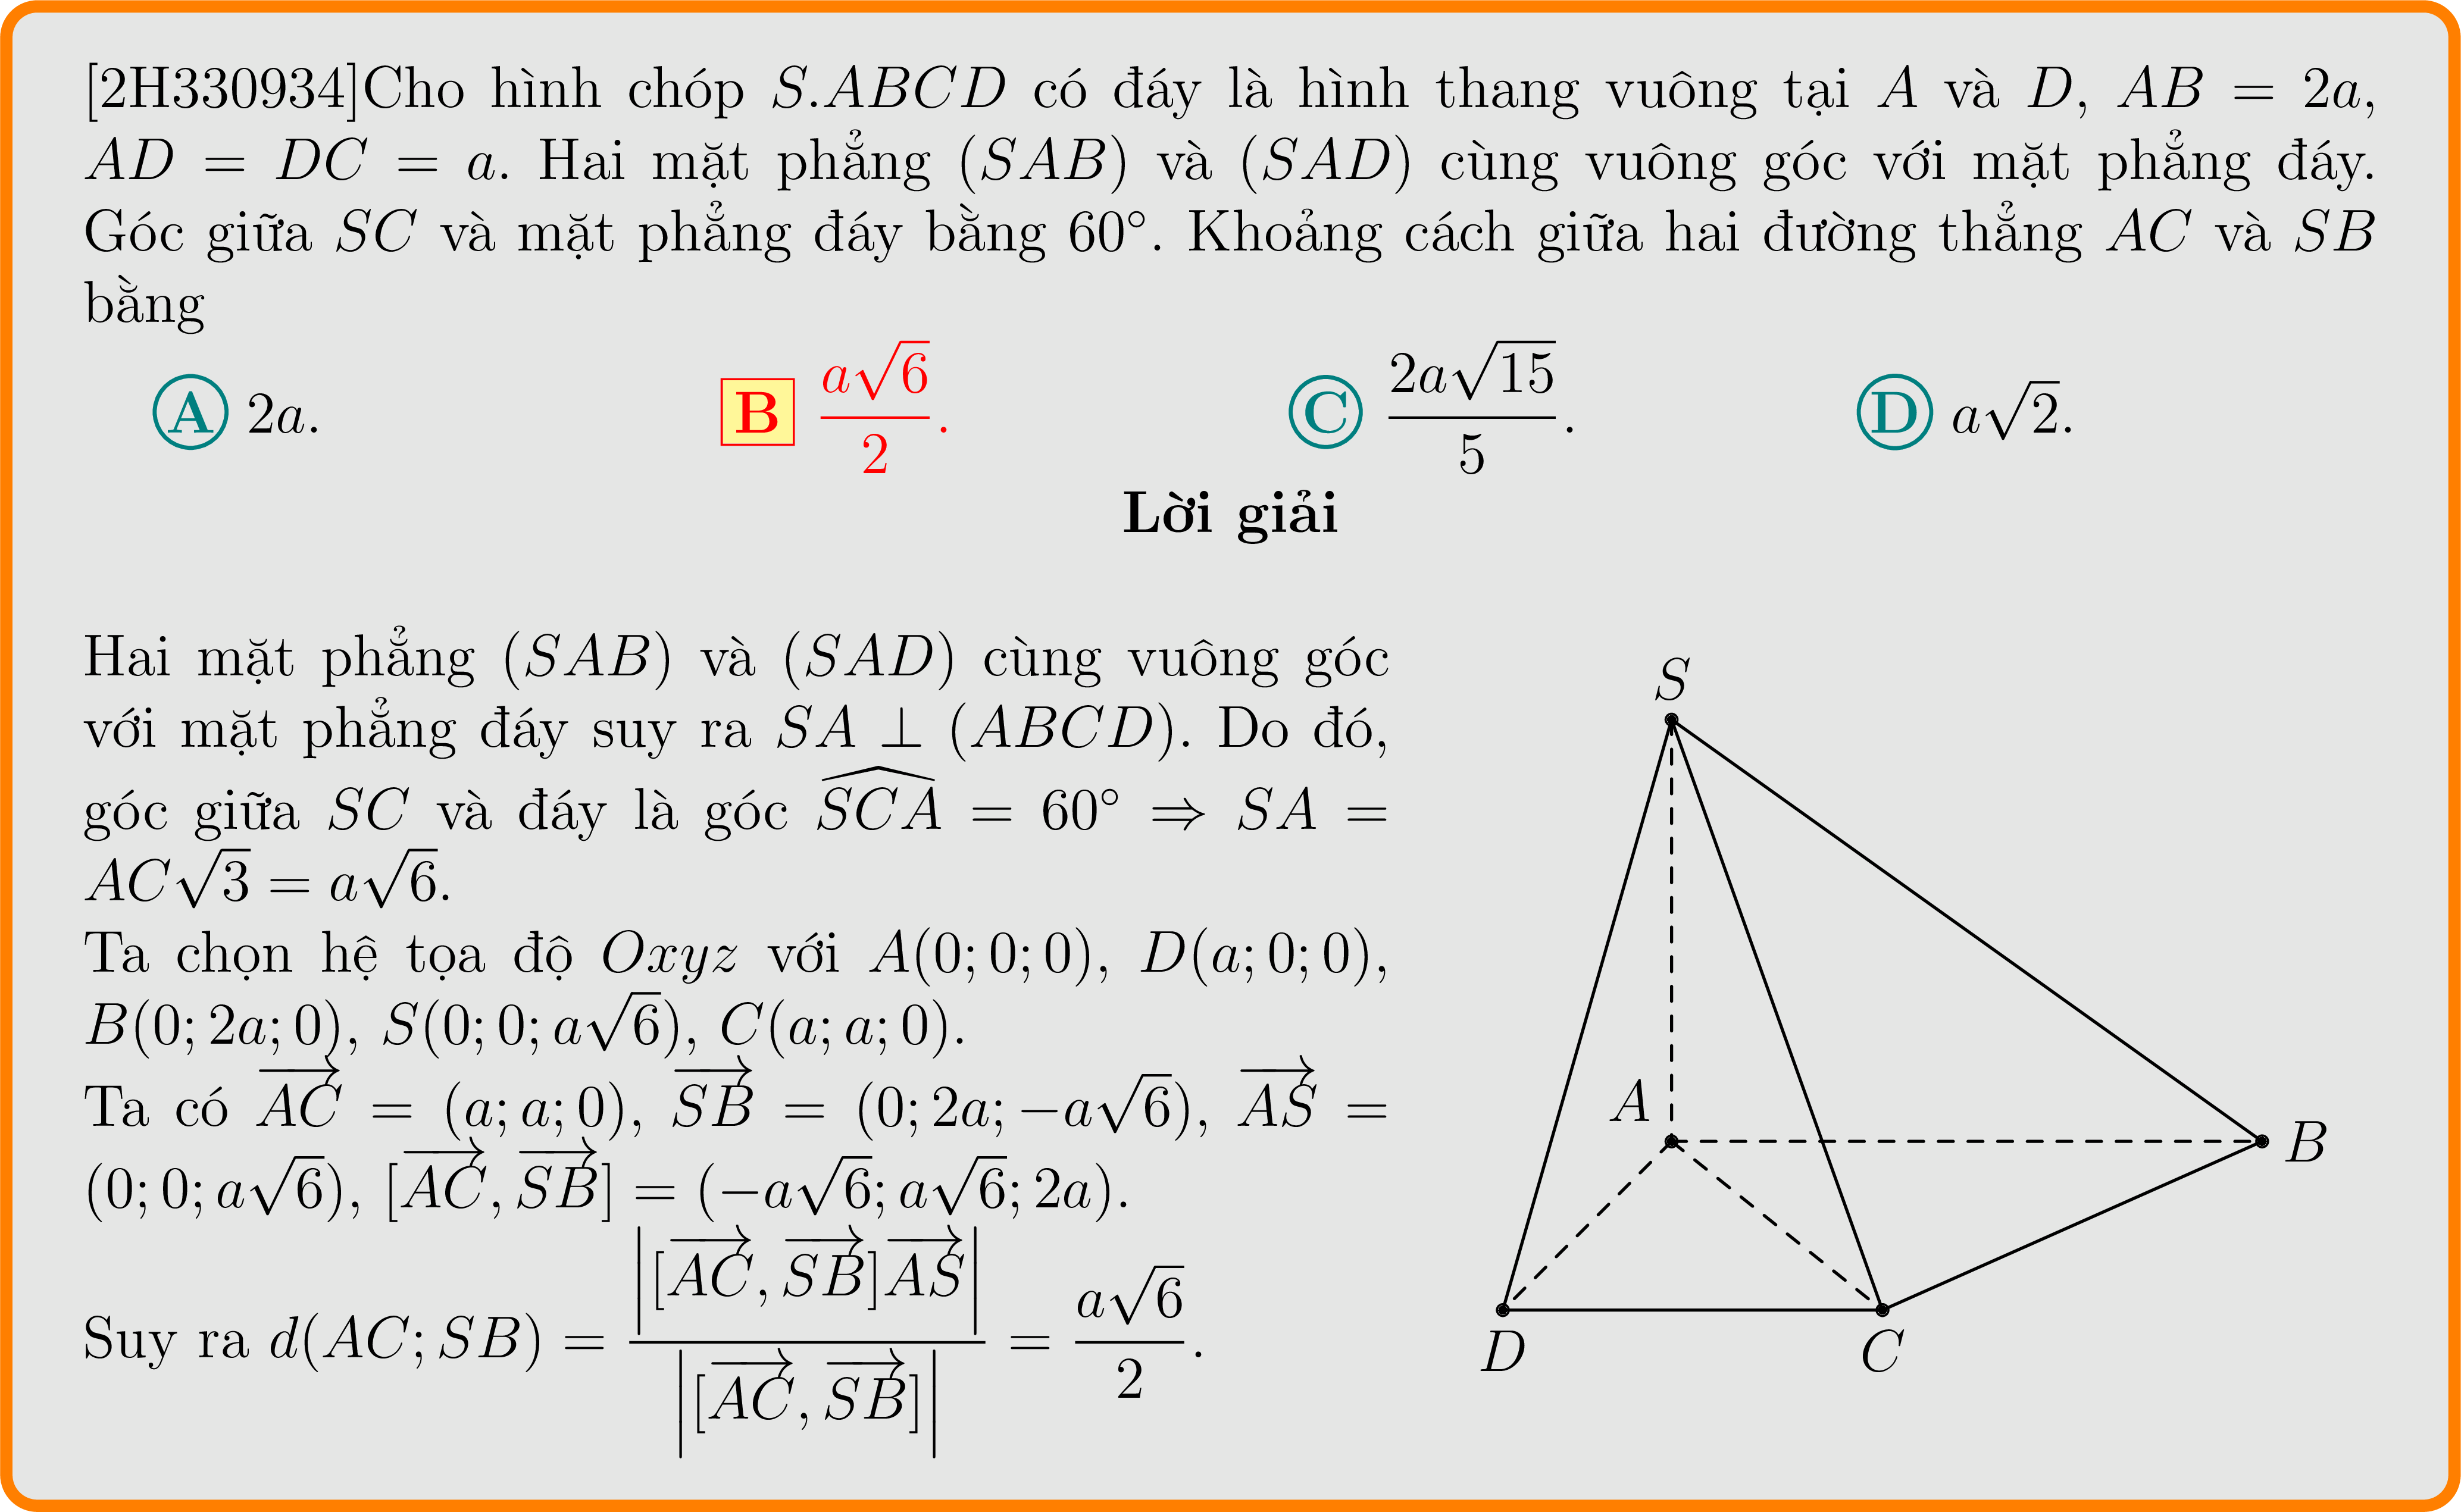 [2H330934]Cho hình chóp S.ABCD có đáy là hình thang vuông tại A và D, AB = 2a,
AD = DC = a. Hai mặt phẳng (SAB) và (SAD) cùng vuông góc với mặt phẳng đáy.
Góc giữa SC và mặt phẳng đáy bằng 60°. Khoảng cách giữa hai đường thẳng AC và SB
bằng
A 2a. B $\frac{a\sqrt{6}}{2}$. C $\frac{2a\sqrt{15}}{5}$. D $a\sqrt{2}$.
Lời giải
Hai mặt phẳng (SAB) và (SAD) cùng vuông góc
với mặt phẳng đáy suy ra SA ⊥ (ABCD). Do đó,
góc giữa SC và đáy là góc $\widehat{SCA}$ = 60° ⇒ SA =
$AC\sqrt{3} = a\sqrt{6}$.
Ta chọn hệ tọa độ Oxyz với A(0; 0; 0), D(a; 0; 0),
B(0; 2a; 0), $S(0; 0; a\sqrt{6})$, C(a; a; 0).
Ta có $\overrightarrow{AC}$ = (a; a; 0), $\overrightarrow{SB}$ = $(0; 2a; -a\sqrt{6})$, $\overrightarrow{AS}$ =
$(0; 0; a\sqrt{6})$, $[\overrightarrow{AC}, \overrightarrow{SB}] = (-a\sqrt{6}; a\sqrt{6}; 2a)$.
Suy ra $d(AC; SB) = \frac{\left|[\overrightarrow{AC}, \overrightarrow{SB}]\overrightarrow{AS}\right|}{\left|[\overrightarrow{AC}, \overrightarrow{SB}]\right|} = \frac{a\sqrt{6}}{2}$.
S
A
B
D
C